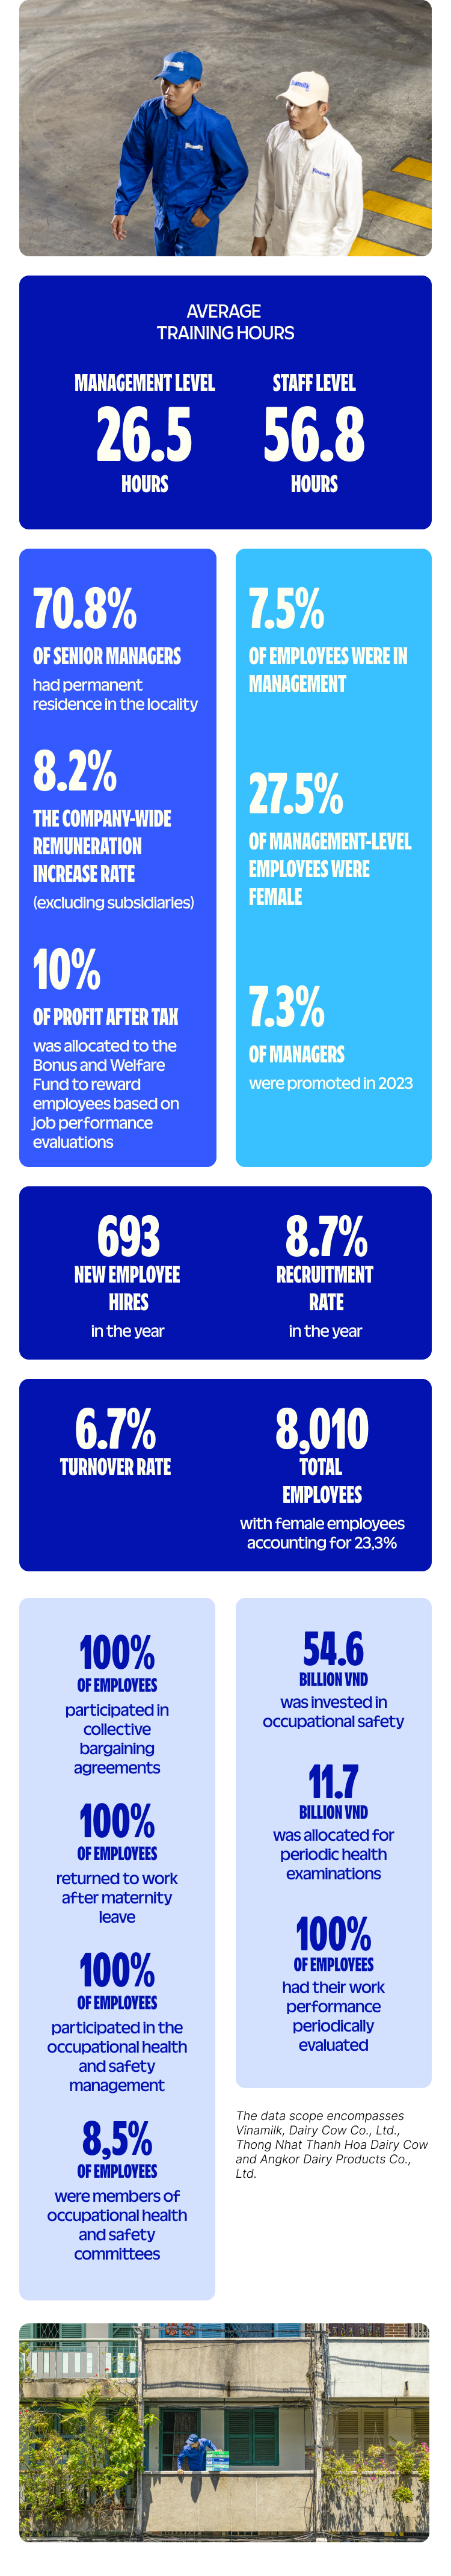 AVERAGE
TRAINING HOURS
MANAGEMENT LEVEL
26.5
HOURS
STAFF LEVEL
56.8
HOURS
70.8%
OF SENIOR MANAGERS
had permanent
residence in the locality
8.2%
THE COMPANY-WIDE
REMUNERATION
INCREASE RATE
(excluding subsidiaries)
10%
OF PROFIT AFTER TAX
was allocated to the
Bonus and Welfare
Fund to reward
employees based on
job performance
evaluations
7.5%
OF EMPLOYEES WERE IN
MANAGEMENT
27.5%
OF MANAGEMENT-LEVEL
EMPLOYEES WERE
FEMALE
7.3%
OF MANAGERS
were promoted in 2023
693
NEW EMPLOYEE
HIRES
in the year
8.7%
RECRUITMENT
RATE
in the year
6.7%
TURNOVER RATE
8,010
TOTAL
EMPLOYEES
with female employees
accounting for 23,3%
100%
OF EMPLOYEES
participated in
collective
bargaining
agreements
100%
OF EMPLOYEES
returned to work
after maternity
leave
100%
OF EMPLOYEES
participated in the
occupational health
and safety
management
8,5%
OF EMPLOYEES
were members of
occupational health
and safety
committees
54.6
BILLION VND
was invested in
occupational safety
11.7
BILLION VND
was allocated for
periodic health
examinations
100%
OF EMPLOYEES
had their work
performance
periodically
evaluated
The data scope encompasses
Vinamilk, Dairy Cow Co., Ltd.,
Thong Nhat Thanh Hoa Dairy Cow
and Angkor Dairy Products Co.,
Ltd.